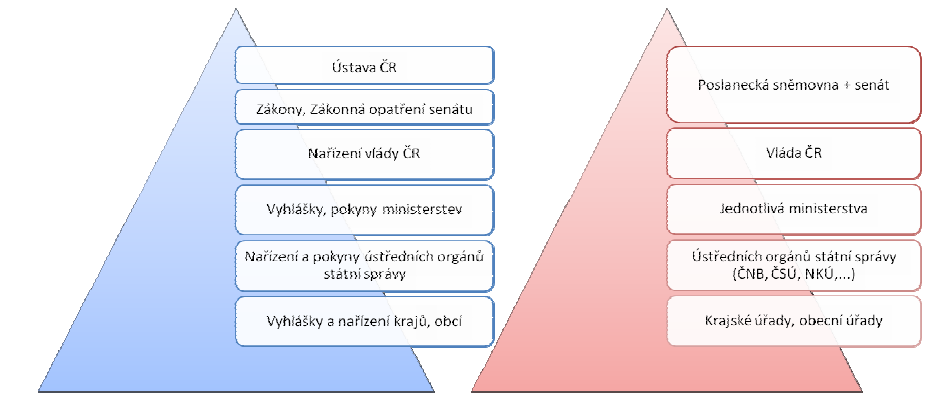 Ústava ČR
Zákony, Zákonná opatření senátu
Nařízení vlády ČR
Vyhlášky, pokyny ministerstev
Nařízení a pokyny ústředních orgánů
státní správy
Vyhlášky a nařízení krajů, obcí
Poslanecká sněmovna + senát
Vláda ČR
Jednotlivá ministerstva
Ústředních orgánů státní správy
(ČNB, ČSÚ, NKÚ,...)
Krajské úřady, obecní úřady